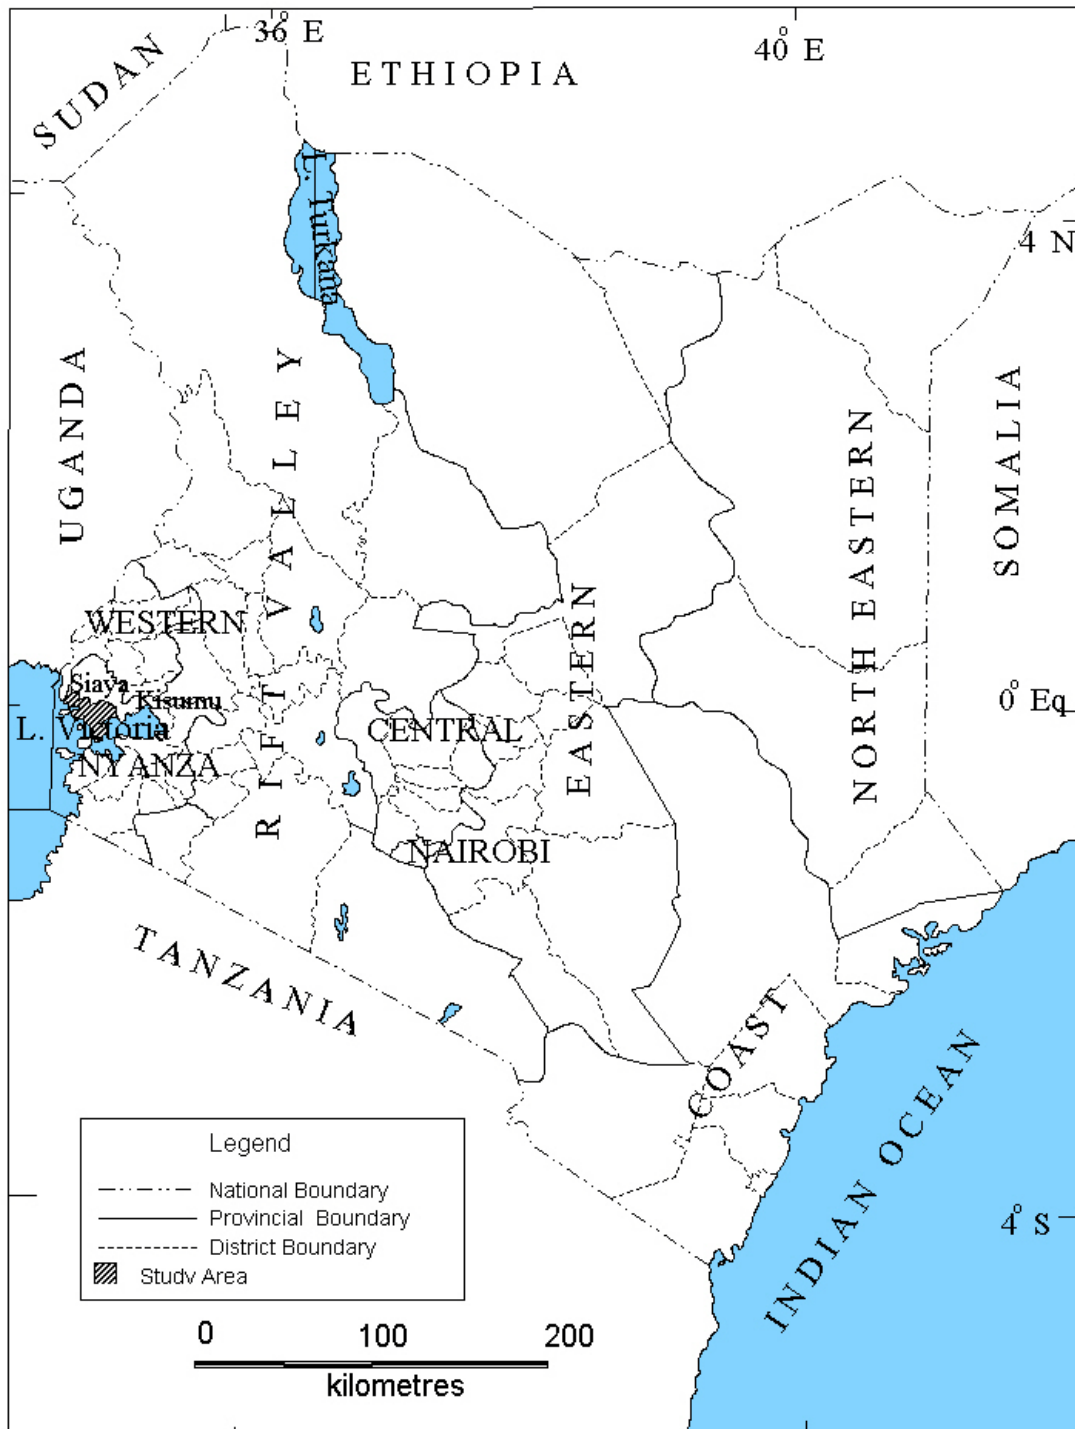 36° E
40° E
SUDAN
ETHIOPIA
L. Turkana
4 N
UGANDA
RIFT VALLEY
SOMALIA
NORTH EASTERN
EASTERN
WESTERN
Siaya
Kisumu
0° Eq
L. Victoria
CENTRAL
NYANZA
NAIROBI
TANZANIA
COAST
INDIAN OCEAN
4° S
Legend
National Boundary
Provincial Boundary
District Boundary
Study Area
0 100 200
kilometres